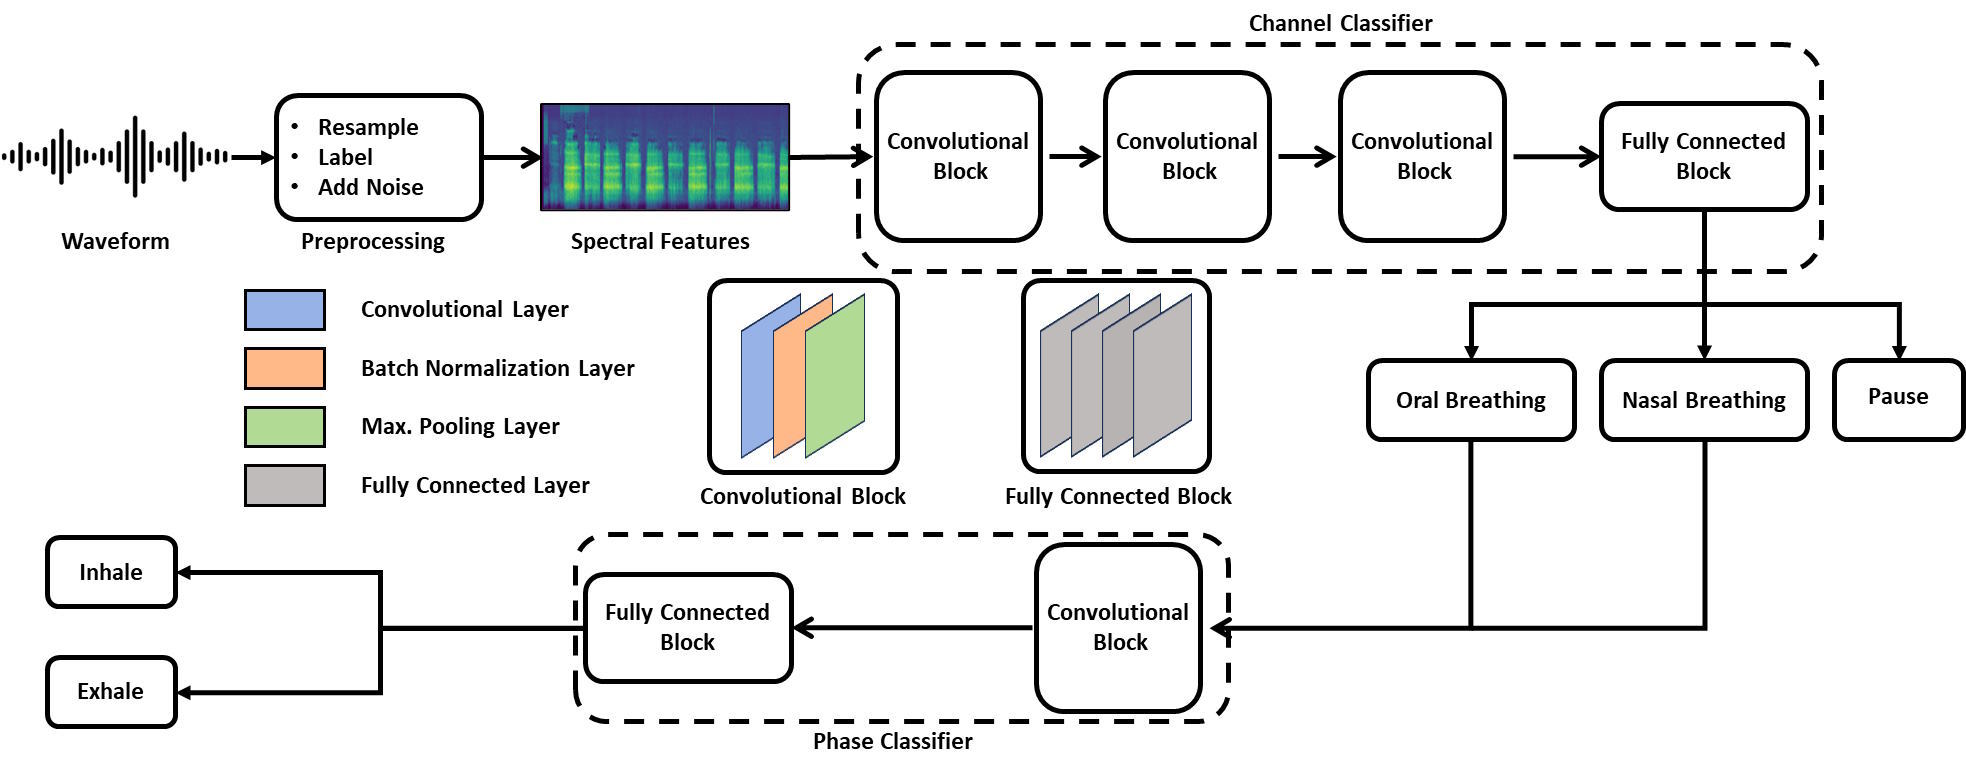 Channel Classifier
• Resample
• Label
• Add Noise
Convolutional
Block
Convolutional
Block
Convolutional
Block
Fully Connected
Block
Waveform
Preprocessing
Spectral Features
Convolutional Layer
Batch Normalization Layer
Max. Pooling Layer
Fully Connected Layer
Convolutional Block
Fully Connected Block
Oral Breathing
Nasal Breathing
Pause
Inhale
Exhale
Fully Connected
Block
Convolutional
Block
Phase Classifier